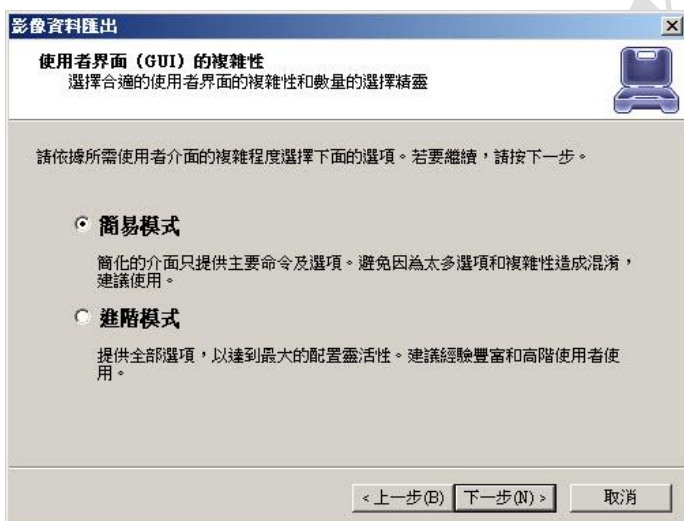 影像資料匯出
使用者界面（GUI）的複雜性
選擇合適的使用者界面的複雜性和數量的選擇精靈
請依據所需使用者介面的複雜程度選擇下面的選項。若要繼續，請按下一步。
簡易模式
簡化的介面只提供主要命令及選項。避免因為太多選項和複雜性造成混淆，
建議使用。
進階模式
提供全部選項，以達到最大的配置靈活性。建議經驗豐富和高階使用者使
用。
<上一步(B)
下一步(N)>
取消